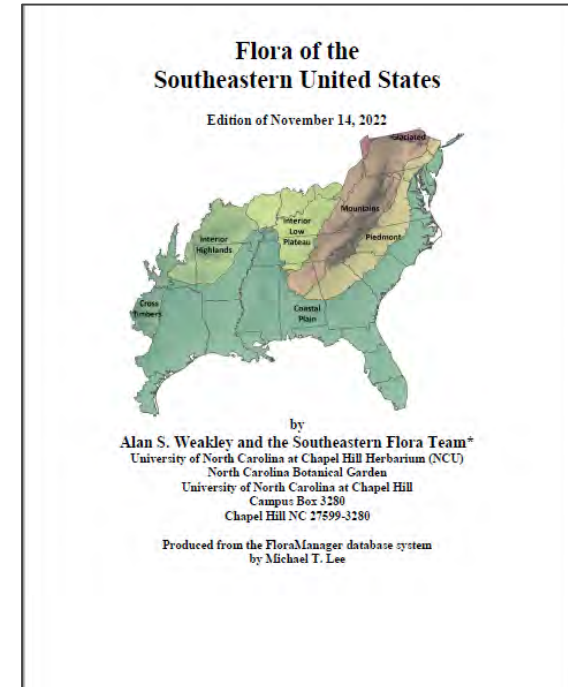 Flora of the
Southeastern United States
Edition of November 14, 2022
Glaciated
Mountains
Interior
Low
Plateau
Piedmont
Interior
Highlands
Cross
Timbers
Coastal
Plain
by
Alan S. Weakley and the Southeastern Flora Team*
University of North Carolina at Chapel Hill Herbarium (NCU)
North Carolina Botanical Garden
University of North Carolina at Chapel Hill
Campus Box 3280
Chapel Hill NC 27599-3280
Produced from the FloraManager database system
by Michael T. Lee